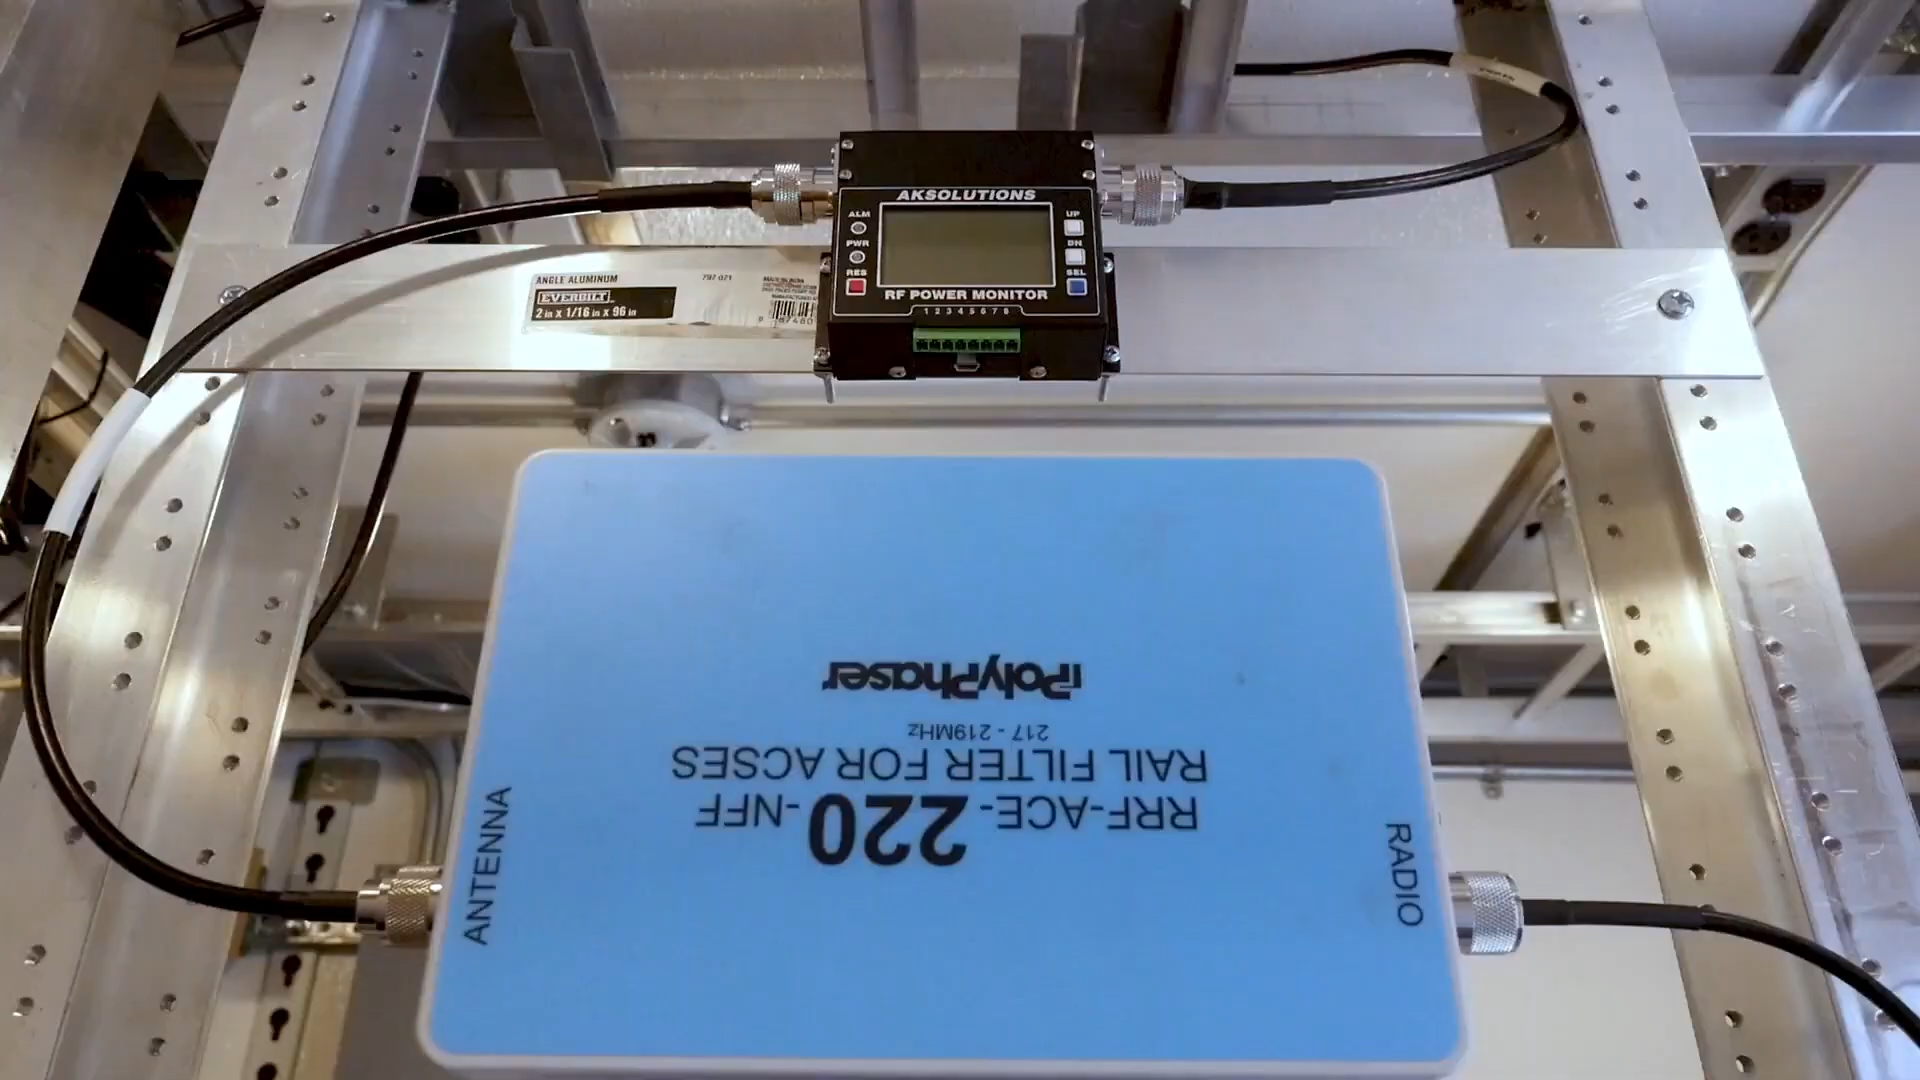 AKSOLUTIONS
ALM
PWR
RES
UP
DN
SEL
RF POWER MONITOR
1 2 3 4 5 6 7 8
ANGLE ALUMINUM
797 021
EVERBILT
2 in x 1/16 in x 96 in
PolyPhaser
217 - 219MHz
RAIL FILTER FOR ACSES
RRF-ACE-220-NFF
ANTENNA
RADIO